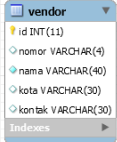 vendor
id INT(11)
nomor VARCHAR(4)
nama VARCHAR(40)
kota VARCHAR(30)
kontak VARCHAR(30)
Indexes